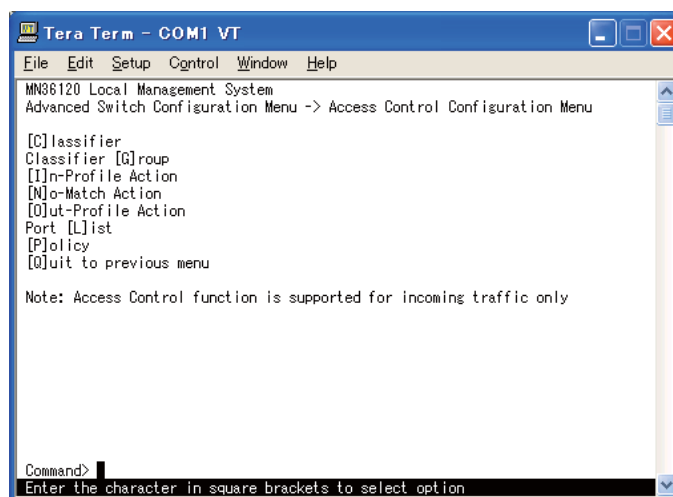 Tera Term - COM1 VT
File Edit Setup Control Window Help
MN36120 Local Management System
Advanced Switch Configuration Menu -> Access Control Configuration Menu
[C]lassifier
Classifier [G]roup
[I]n-Profile Action
[N]o-Match Action
[O]ut-Profile Action
Port [L]ist
[P]olicy
[Q]uit to previous menu
Note: Access Control function is supported for incoming traffic only
Command>
Enter the character in square brackets to select option